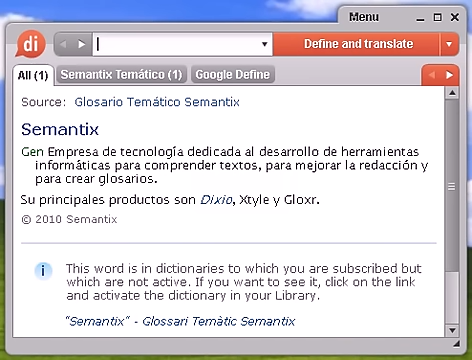 Menu
di
Define and translate
All (1) Semantix Temático (1) Google Define
Source: Glosario Temático Semantix
Semantix
Gen Empresa de tecnología dedicada al desarrollo de herramientas
informáticas para comprender textos, para mejorar la redacción y
para crear glosarios.
Su principales productos son Dixio, Xtyle y Gloxr.
© 2010 Semantix
i
This word is in dictionaries to which you are subscribed but
which are not active. If you want to see it, click on the link
and activate the dictionary in your Library.
"Semantix" - Glossari Temàtic Semantix